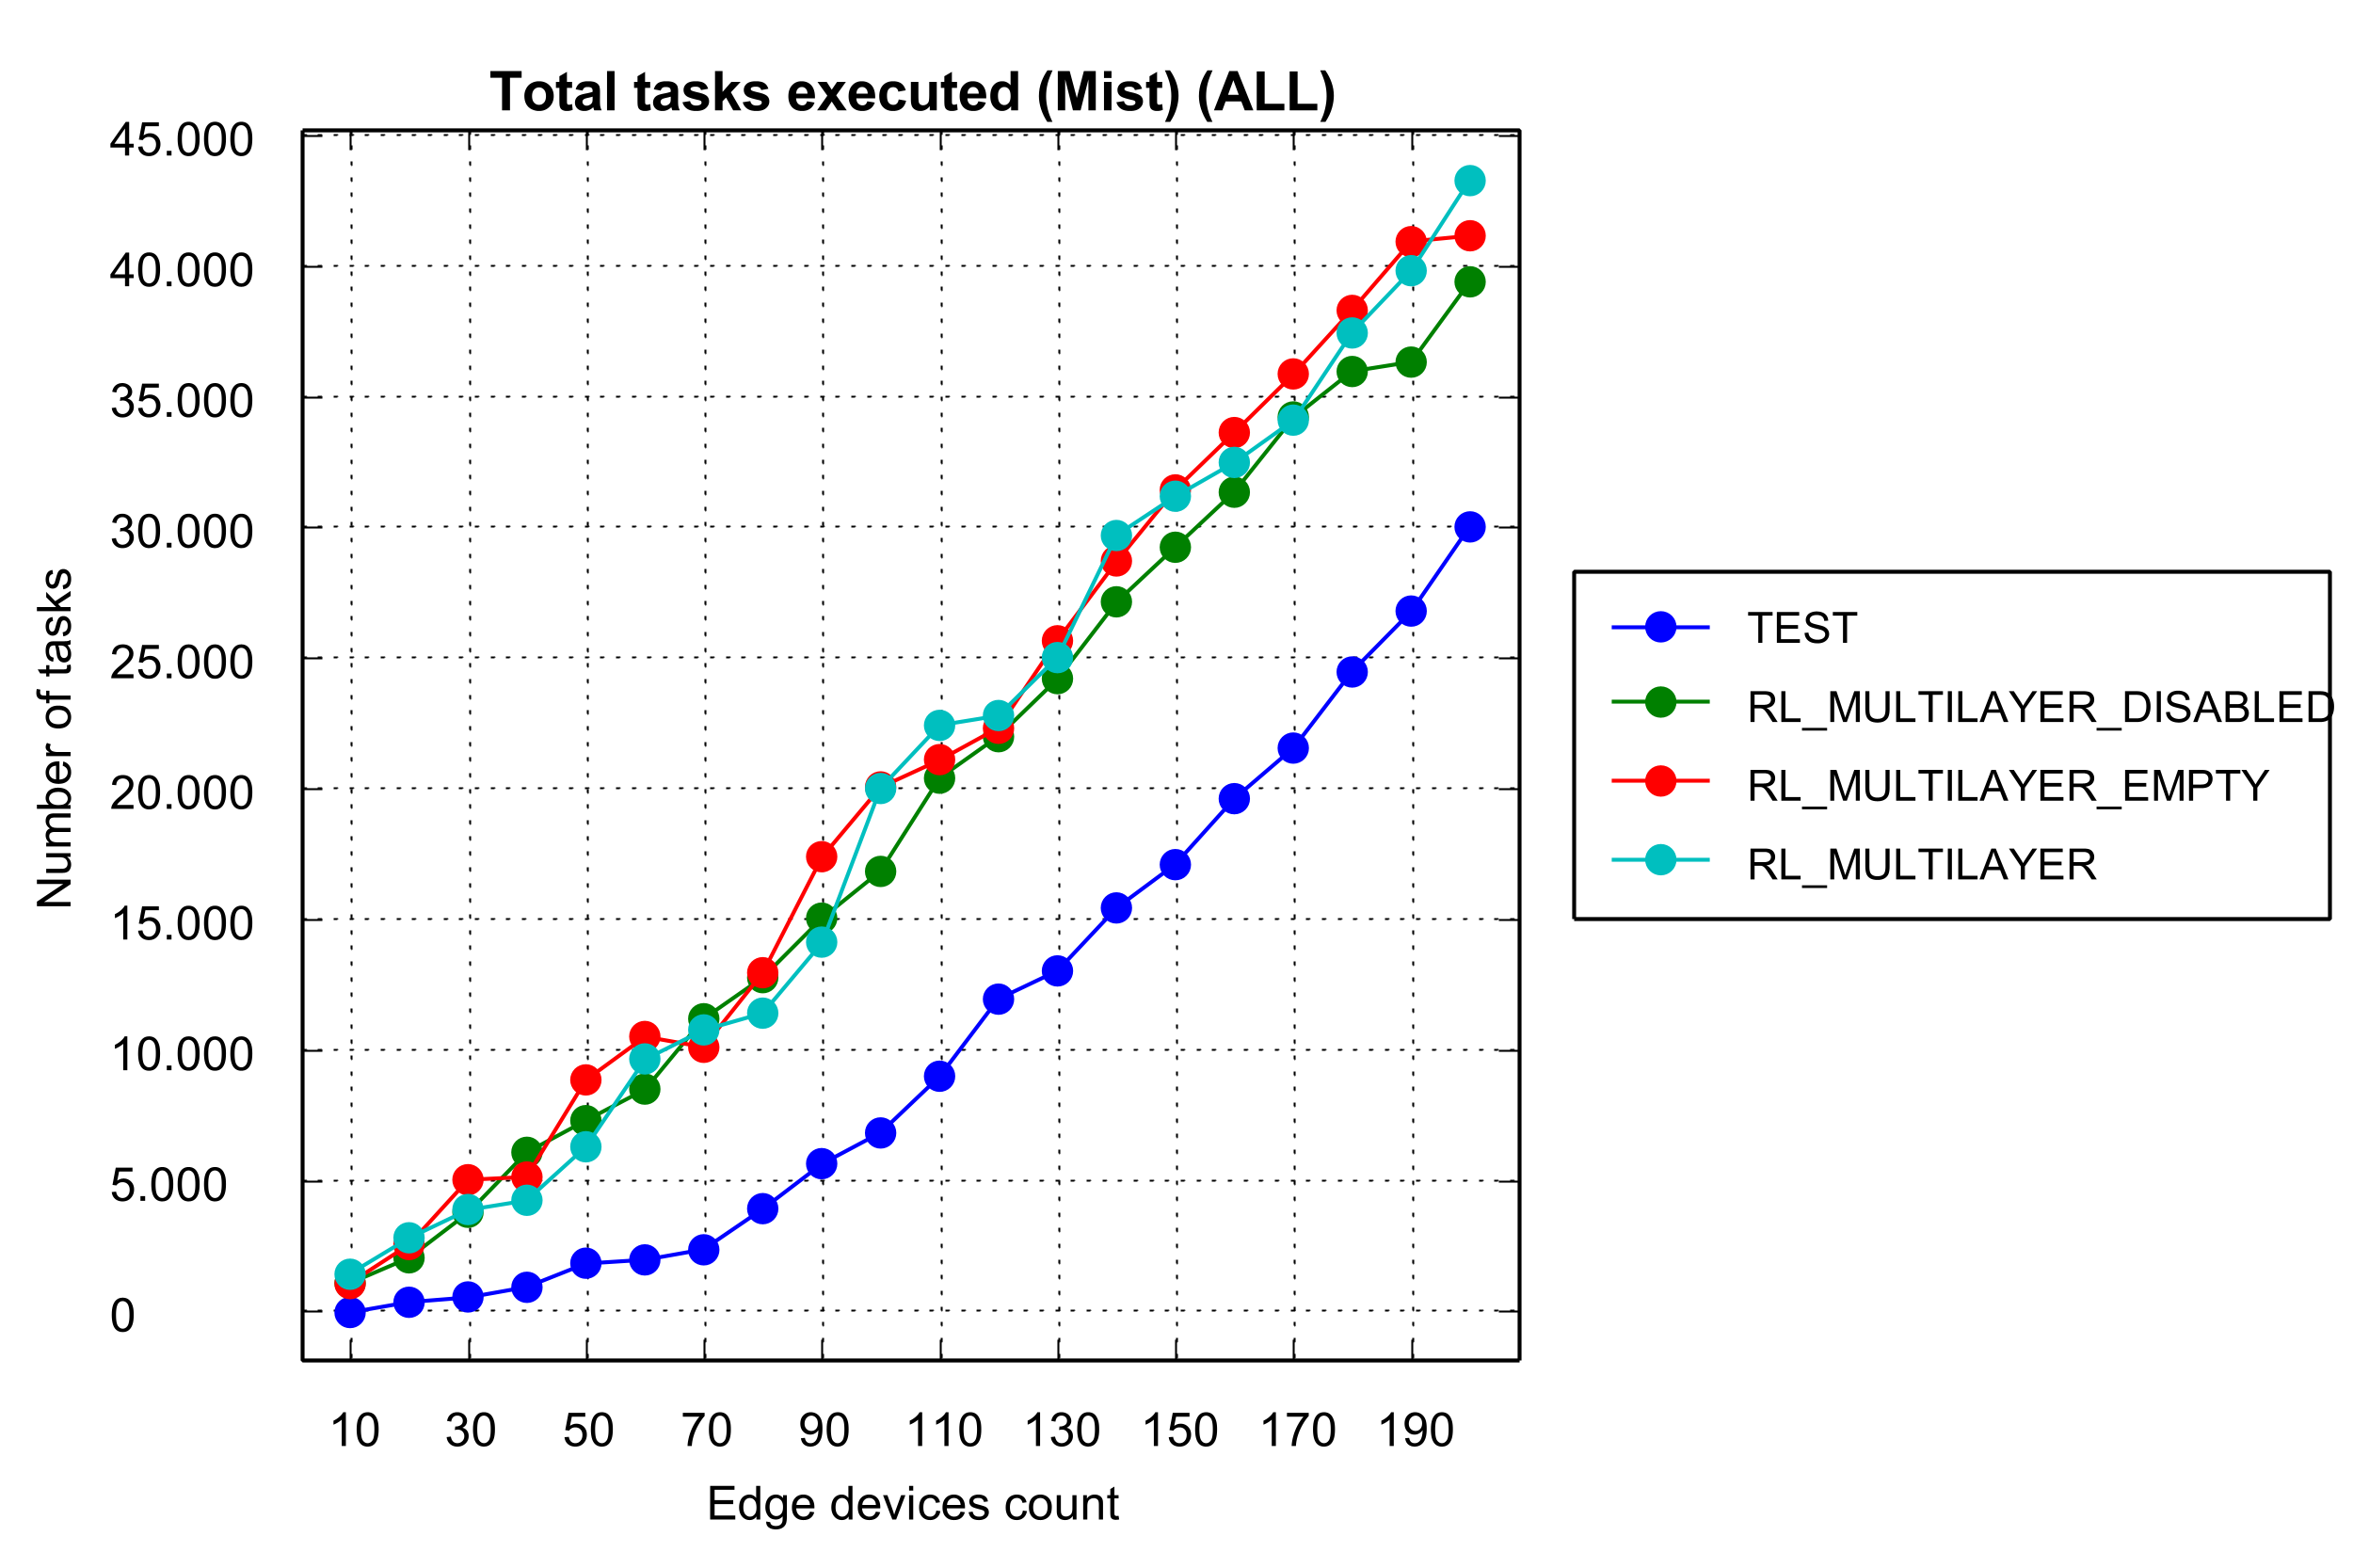 Total tasks executed (Mist) (ALL)
45.000
40.000
35.000
30.000
25.000
20.000
15.000
10.000
5.000
0
Number of tasks
10 30 50 70 90 110 130 150 170 190
Edge devices count
TEST
RL_MULTILAYER_DISABLED
RL_MULTILAYER_EMPTY
RL_MULTILAYER